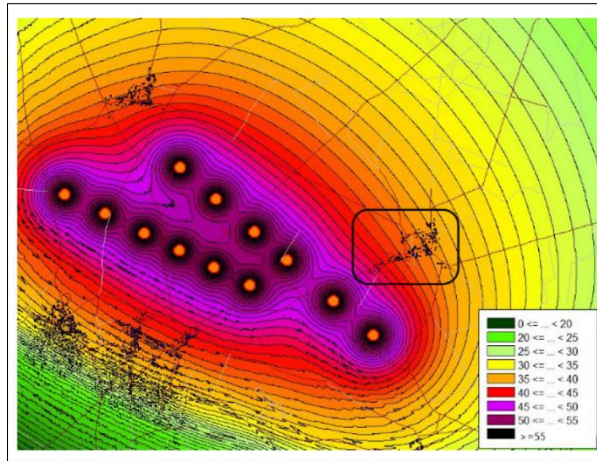 0 <= ... < 20
20 <= ... < 25
25 <= ... < 30
30 <= ... < 35
35 <= ... < 40
40 <= ... < 45
45 <= ... < 50
50 <= ... < 55
>=55